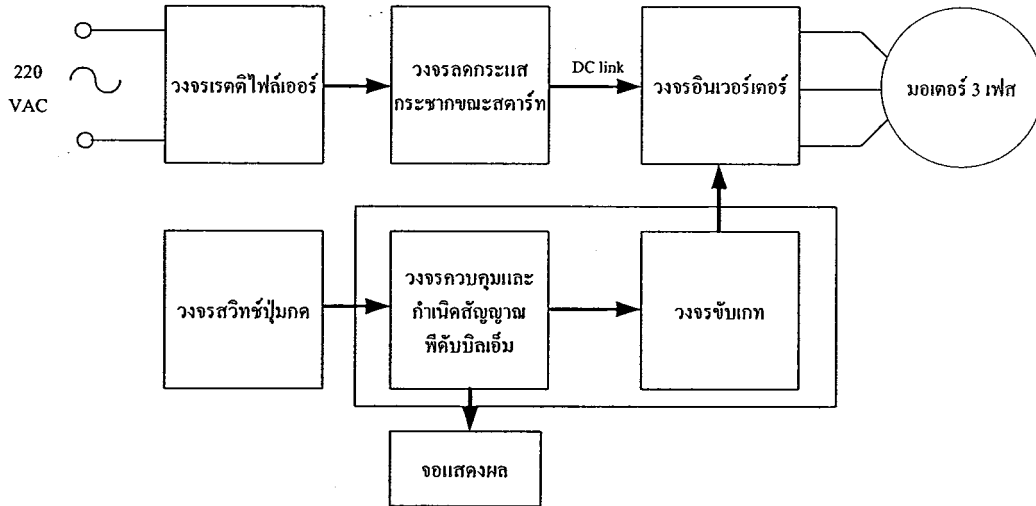 220
VAC
วงจรเรตติไฟล์เออร์
วงจรลดกระแส
กระชากขณะสตาร์ท
DC link
วงจรอินเวอร์เตอร์
มอเตอร์ 3 เฟส
วงจรสวิทช์ปุ่มกด
วงจรควบคุมและ
กำเนิดสัญญาณ
พีดับบิลเอ็ม
วงจรขับเกท
จอแสดงผล